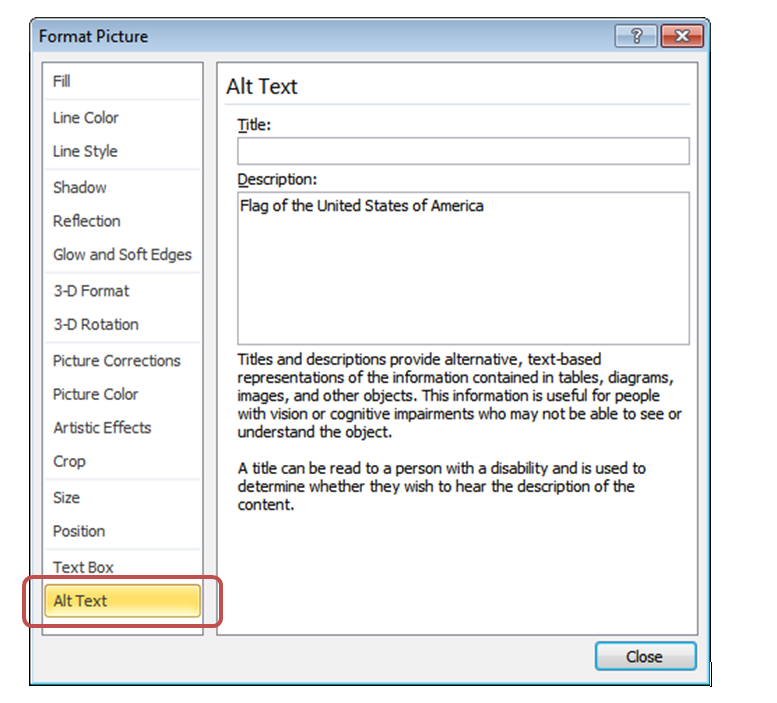 Format Picture
Fill
Line Color
Line Style
Shadow
Reflection
Glow and Soft Edges
3-D Format
3-D Rotation
Picture Corrections
Picture Color
Artistic Effects
Crop
Size
Position
Text Box
Alt Text
Alt Text
Title:
Description:
Flag of the United States of America
Titles and descriptions provide alternative, text-based
representations of the information contained in tables, diagrams,
images, and other objects. This information is useful for people
with vision or cognitive impairments who may not be able to see or
understand the object.
A title can be read to a person with a disability and is used to
determine whether they wish to hear the description of the
content.
Close